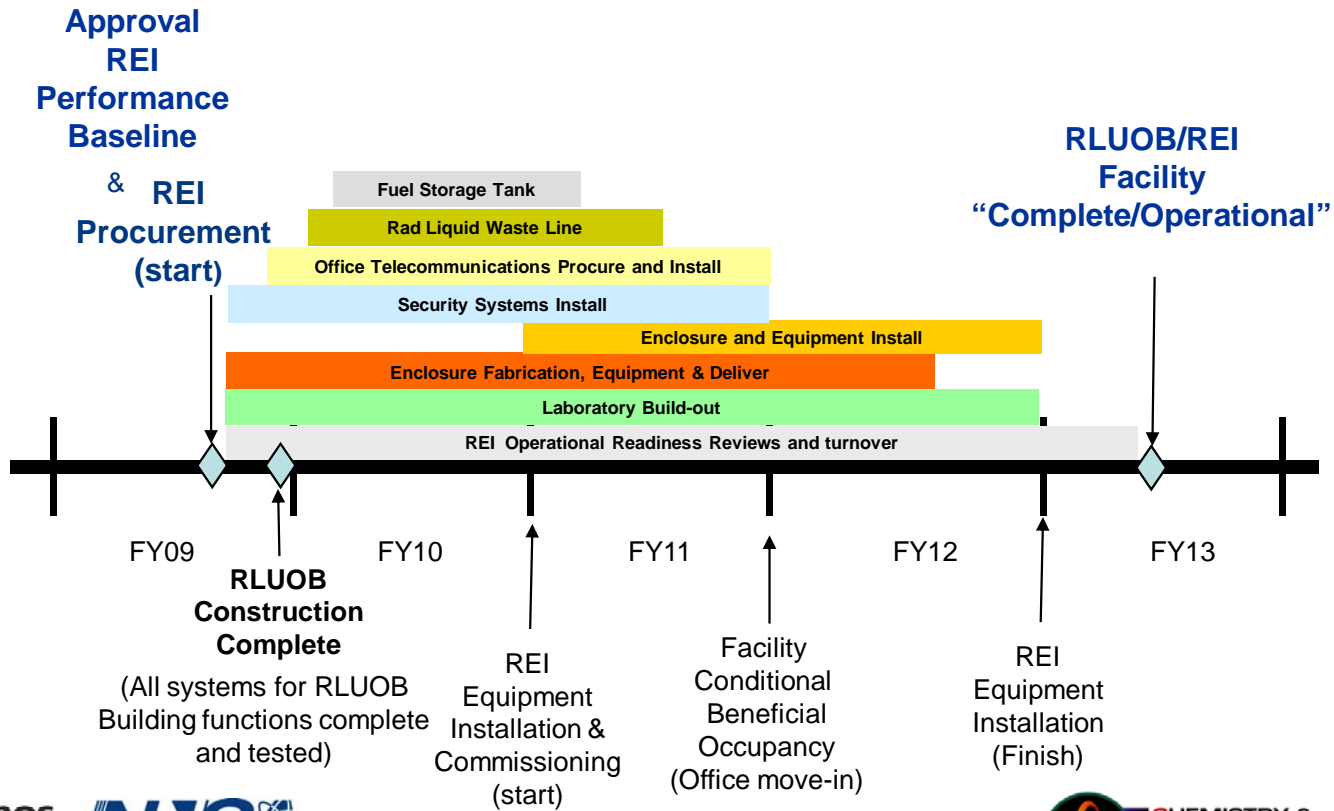 Approval
REI
Performance
Baseline
& REI
Procurement
(start)
RLUOB/REI
Facility
“Complete/Operational”
Fuel Storage Tank
Rad Liquid Waste Line
Office Telecommunications Procure and Install
Security Systems Install
Enclosure and Equipment Install
Enclosure Fabrication, Equipment & Deliver
Laboratory Build-out
REI Operational Readiness Reviews and turnover
FY09
FY10
FY11
FY12
FY13
RLUOB
Construction
Complete
(All systems for RLUOB
Building functions complete
and tested)
REI
Equipment
Installation &
Commissioning
(start)
Facility
Conditional
Beneficial
Occupancy
(Office move-in)
REI
Equipment
Installation
(Finish)